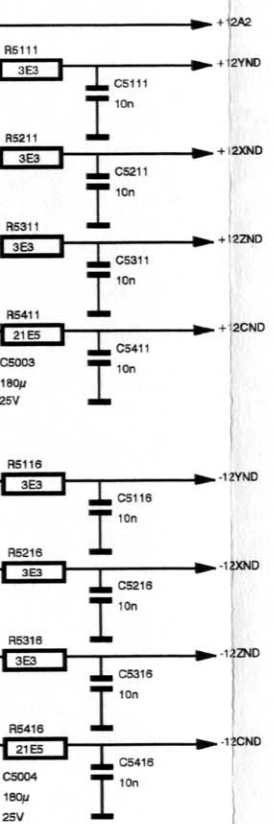 +12A2
R5111
+12YND
3E3
C5111
10n
R5211
+12XND
3E3
C5211
10n
R5311
+12ZND
3E3
C5311
10n
R5411
+12CND
21E5
C5003
C5411
180µ
10n
25V
R5116
-12YND
3E3
C5116
10n
R5216
-12XND
3E3
C5216
10n
R5316
-12ZND
3E3
C5316
10n
R5416
-12CND
21E5
C5004
C5416
180µ
10n
25V